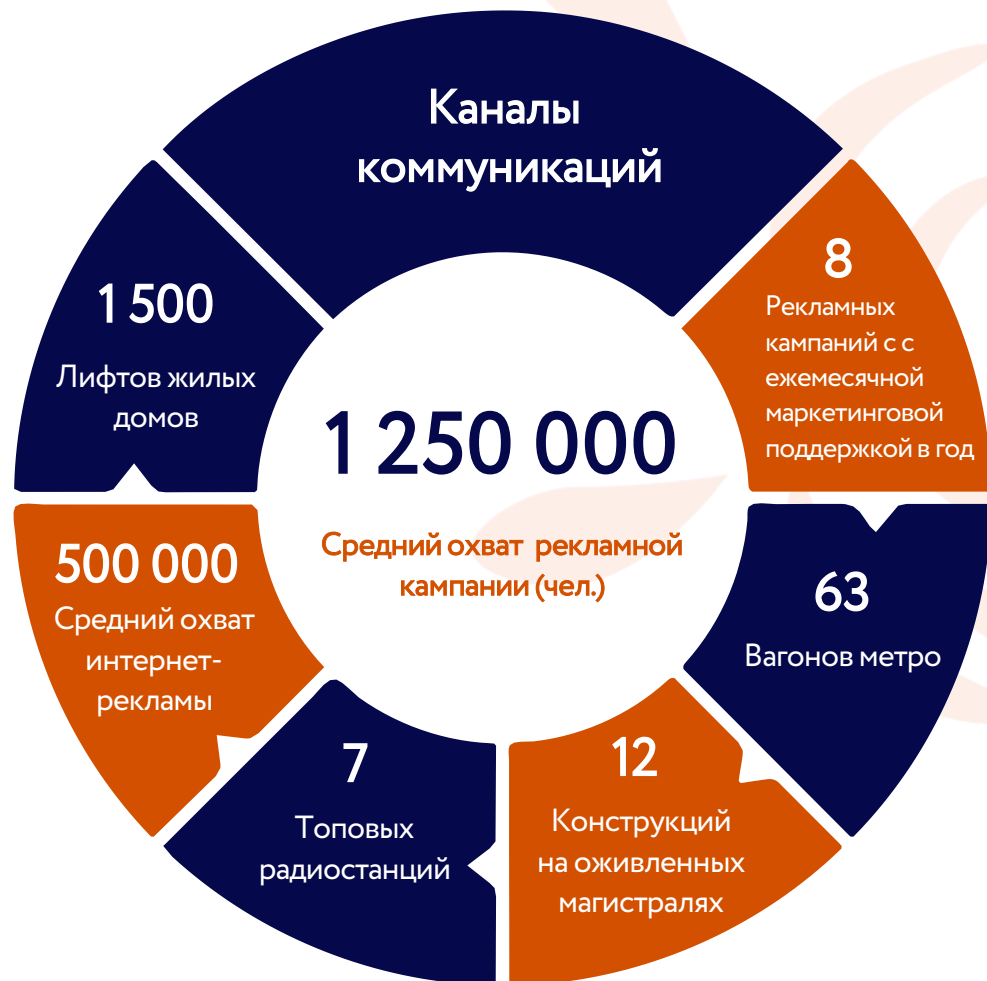 Каналы
коммуникаций
8
Рекламных
кампаний с с
ежемесячной
маркетинговой
поддержкой в год
63
Вагонов метро
12
Конструкций
на оживленных
магистралях
7
Топовых
радиостанций
500 000
Средний охват
интернет-
рекламы
1 500
Лифтов жилых
домов
1 250 000
Средний охват рекламной
кампании (чел.)